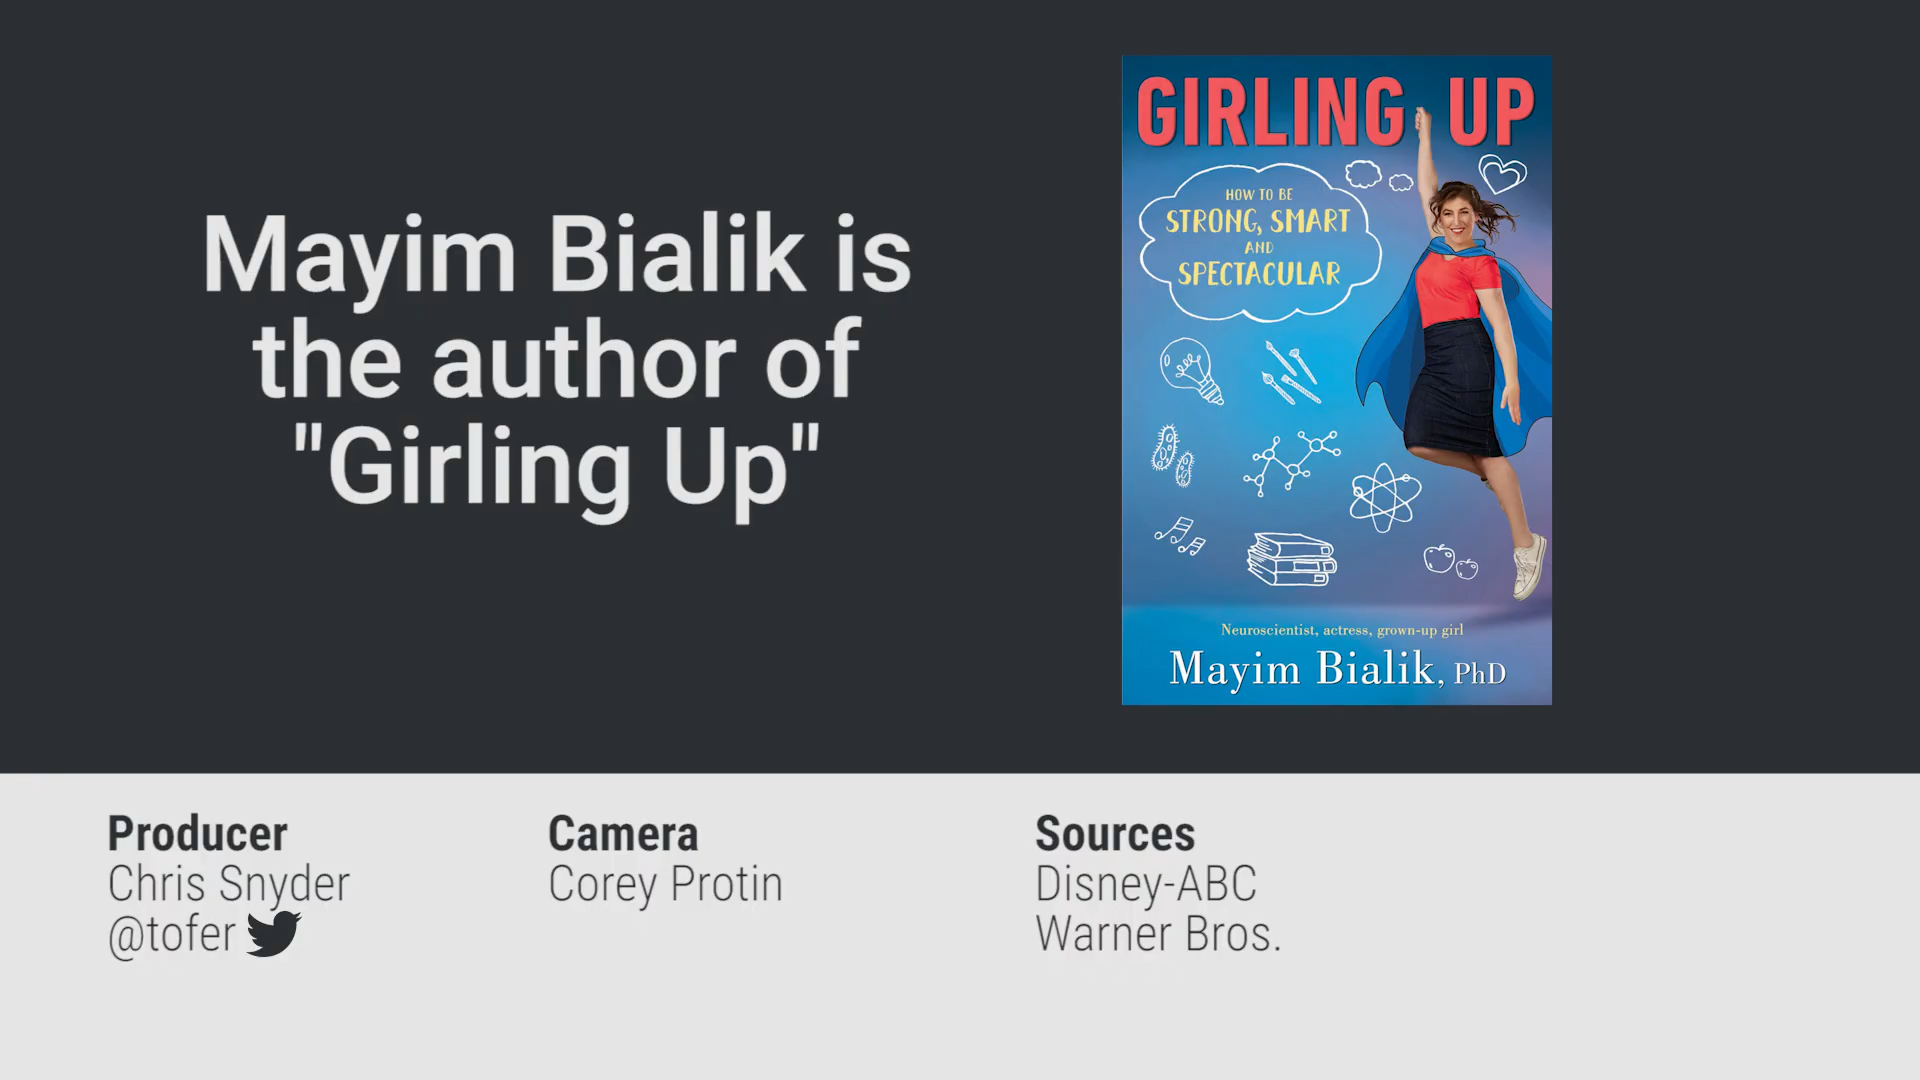 Mayim Bialik is
the author of
"Girling Up"
GIRLING UP
HOW TO BE
STRONG, SMART
AND
SPECTACULAR
Neuroscientist, actress, grown-up girl
Mayim Bialik, PhD
Producer
Chris Snyder
@tofer
Camera
Corey Protin
Sources
Disney-ABC
Warner Bros.